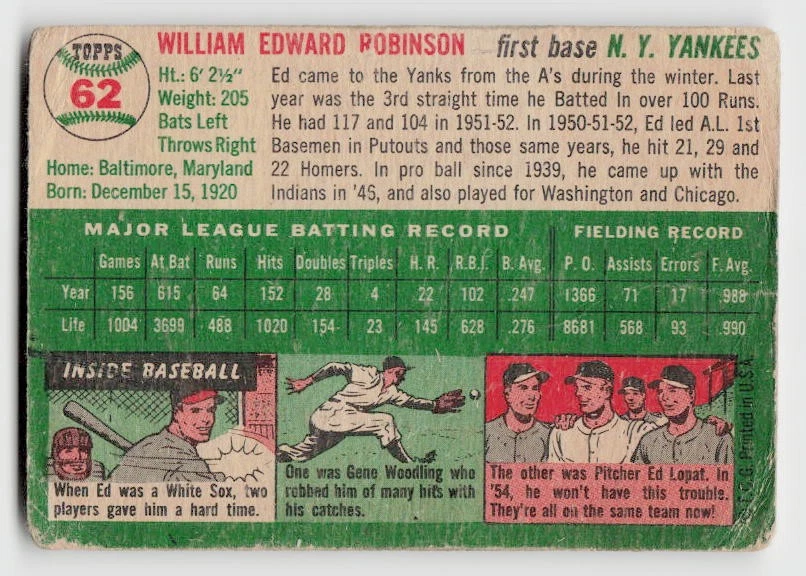 TOPPS
62
WILLIAM EDWARD ROBINSON first base N. Y. YANKEES
Ht.: 6' 2½"
Weight: 205
Bats Left
Throws Right
Home: Baltimore, Maryland
Born: December 15, 1920
Ed came to the Yanks from the A's during the winter. Last
year was the 3rd straight time he Batted In over 100 Runs.
He had 117 and 104 in 1951-52. In 1950-51-52, Ed led A.L. 1st
Basemen in Putouts and those same years, he hit 21, 29 and
22 Homers. In pro ball since 1939, he came up with the
Indians in '46, and also played for Washington and Chicago.
MAJOR LEAGUE BATTING RECORD FIELDING RECORD
Games At Bat Runs Hits Doubles Triples H. R. R.B.I. B. Avg. P. O. Assists Errors F. Avg.
Year 156 615 64 152 28 4 22 102 .247 1366 71 17 .988
Life 1004 3699 488 1020 154 23 145 628 .276 8681 568 93 .990
INSIDE BASEBALL
When Ed was a White Sox, two
players gave him a hard time.
One was Gene Woodling who
robbed him of many hits with
his catches.
The other was Pitcher Ed Lopat. In
'54, he won't have this trouble.
They're all on the same team now!
T.C.G. Printed in U.S.A.